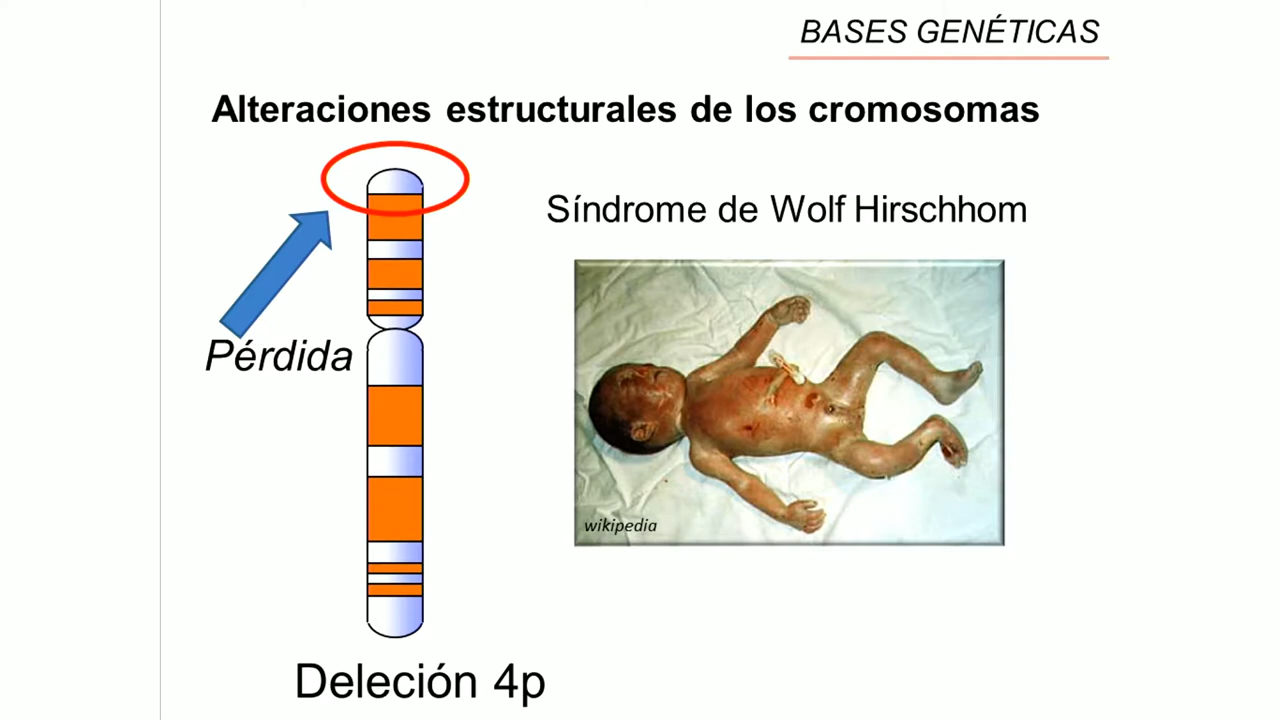 BASES GENÉTICAS
Alteraciones estructurales de los cromosomas
Síndrome de Wolf Hirschhom
Pérdida
wikipedia
Deleción 4p